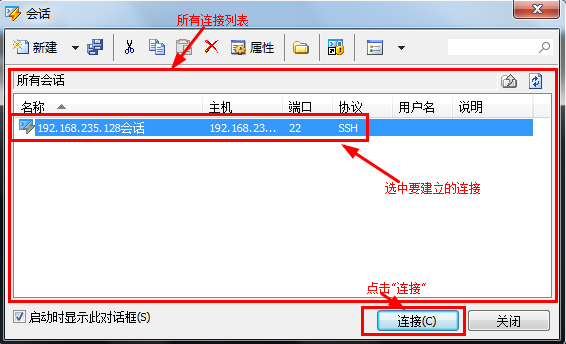 会话
所有连接列表
新建
属性
所有会话
名称 主机 端口 协议 用户名 说明
192.168.235.128会话 192.168.23... 22 SSH
选中要建立的连接
点击“连接“
启动时显示此对话框(S) 连接(C) 关闭